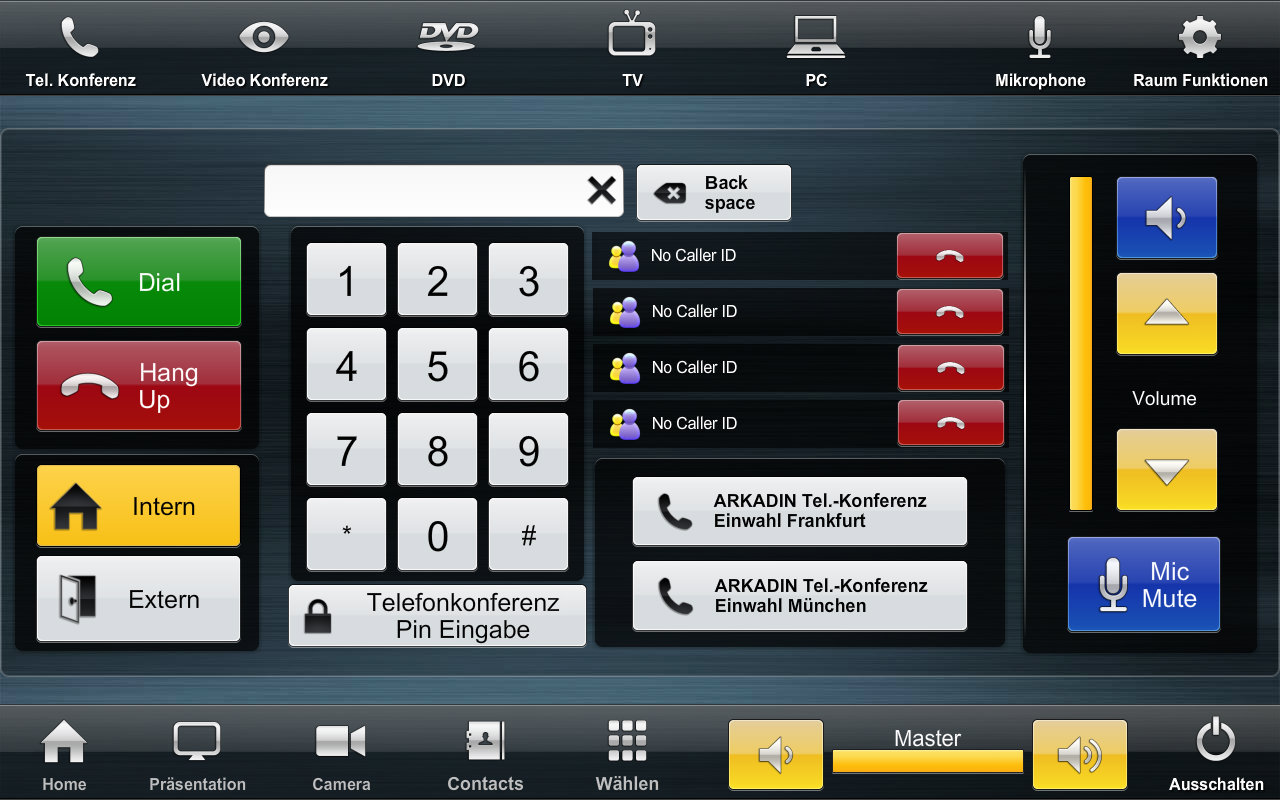 Tel. Konferenz
Video Konferenz
DVD
DVD
TV
PC
Mikrophone
Raum Funktionen
Back
space
Dial
Hang
Up
Intern
Extern
1 2 3
4 5 6
7 8 9
* 0 #
Telefonkonferenz
Pin Eingabe
No Caller ID
No Caller ID
No Caller ID
No Caller ID
ARKADIN Tel.-Konferenz
Einwahl Frankfurt
ARKADIN Tel.-Konferenz
Einwahl München
Volume
Mic
Mute
Home
Präsentation
Camera
Contacts
Wählen
Master
Ausschalten